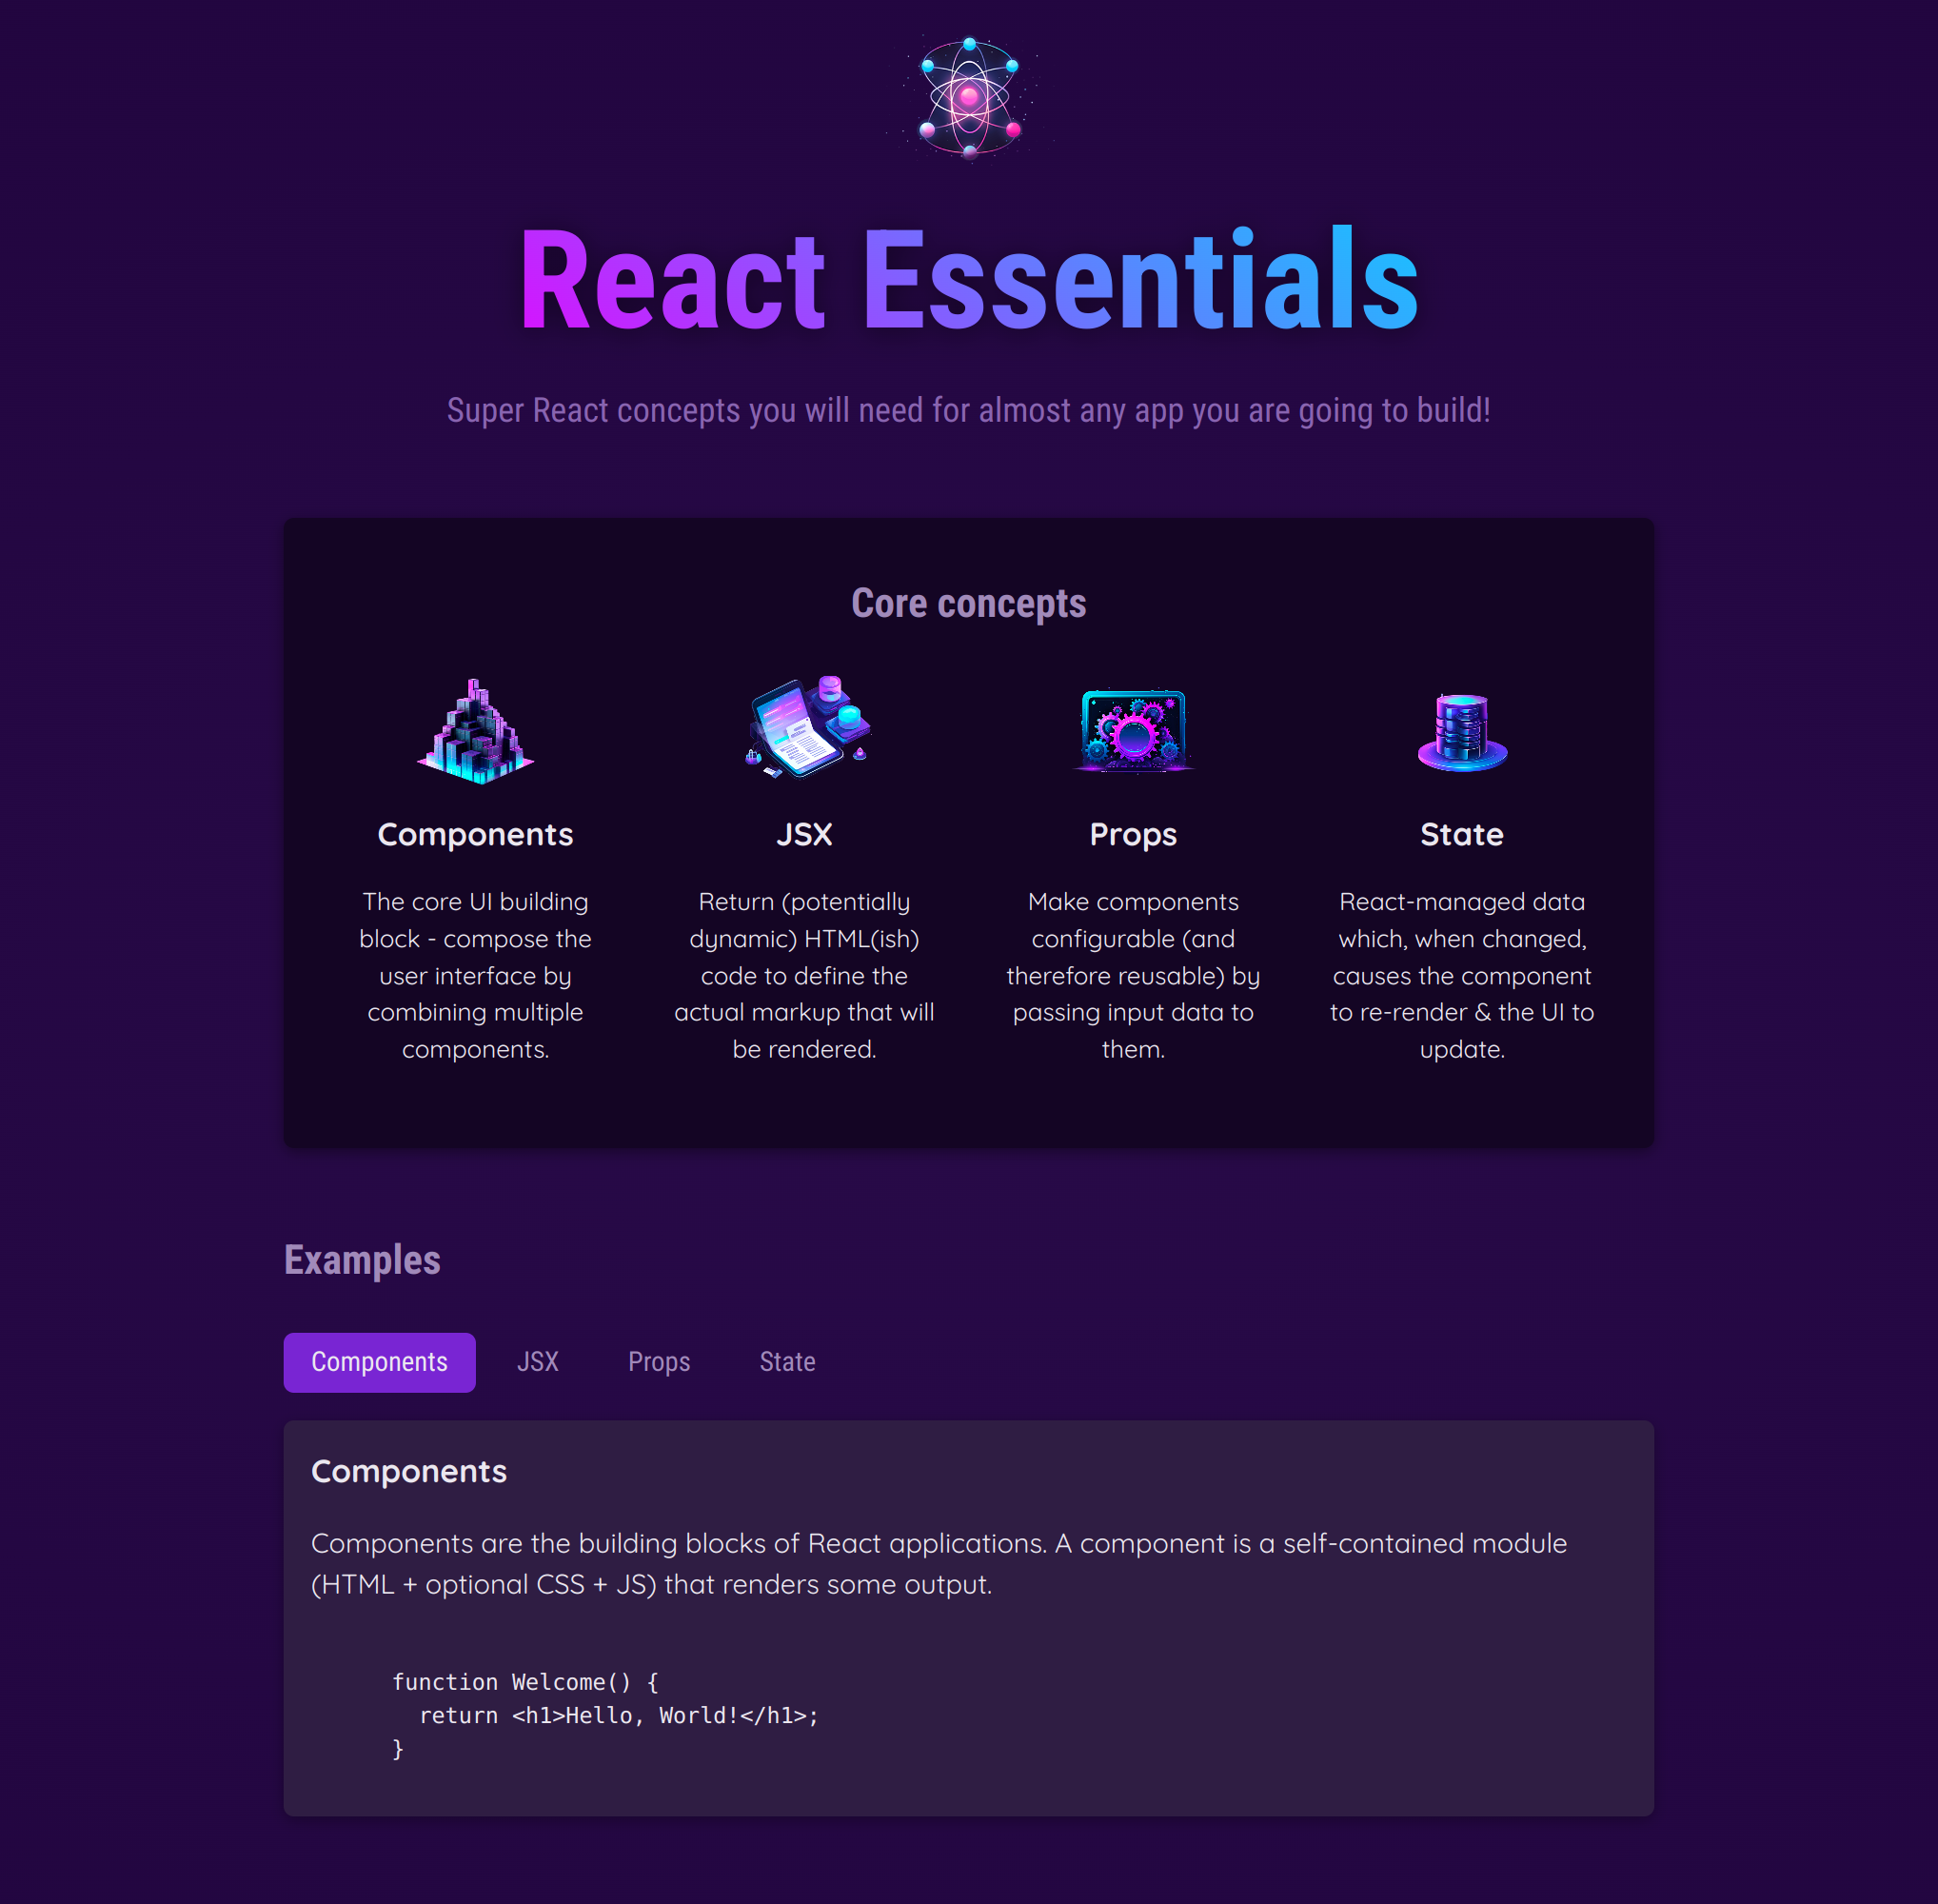 React Essentials
Super React concepts you will need for almost any app you are going to build!
Core concepts
Components
The core UI building
block - compose the
user interface by
combining multiple
components.
JSX
Return (potentially
dynamic) HTML(ish)
code to define the
actual markup that will
be rendered.
Props
Make components
configurable (and
therefore reusable) by
passing input data to
them.
State
React-managed data
which, when changed,
causes the component
to re-render & the UI to
update.
Examples
Components JSX Props State
Components
Components are the building blocks of React applications. A component is a self-contained module
(HTML + optional CSS + JS) that renders some output.
function Welcome() {
  return <h1>Hello, World!</h1>;
}